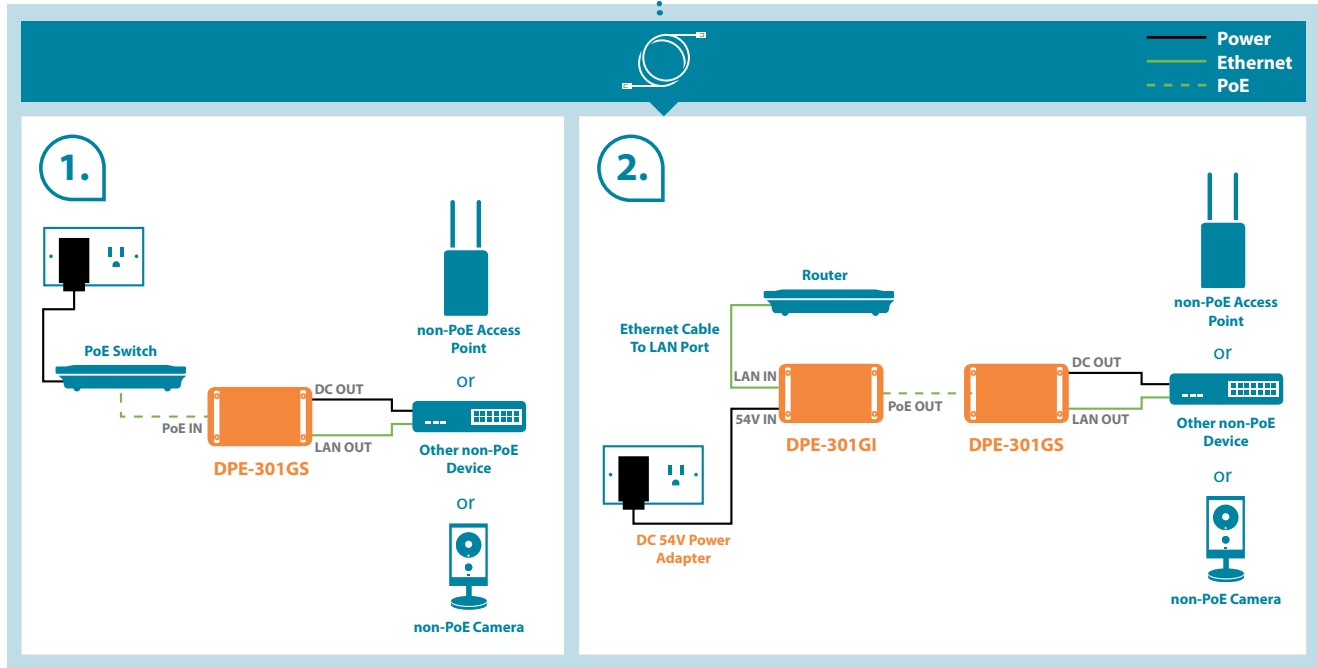 Power
Ethernet
PoE
1.
non-PoE Access
Point
PoE Switch
or
DC OUT
PoE IN
LAN OUT
DPE-301GS
Other non-PoE
Device
or
non-PoE Camera
2.
Router
non-PoE Access
Point
Ethernet Cable
To LAN Port
or
DC OUT
LAN IN
PoE OUT
54V IN
LAN OUT
DPE-301GI
DPE-301GS
Other non-PoE
Device
or
DC 54V Power
Adapter
non-PoE Camera